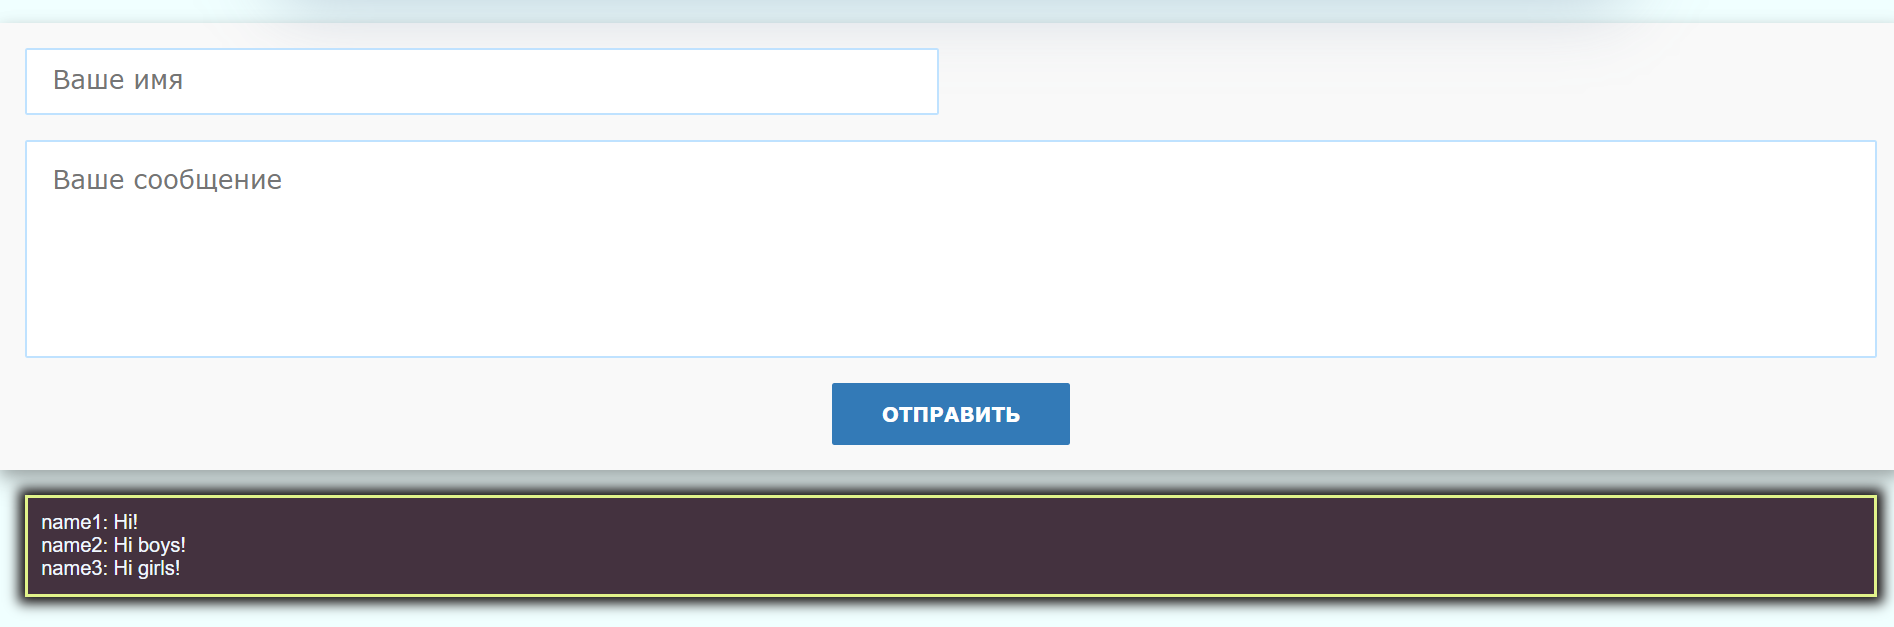 Ваше имя
Ваше сообщение
ОТПРАВИТЬ
name1: Hi!
name2: Hi boys!
name3: Hi girls!